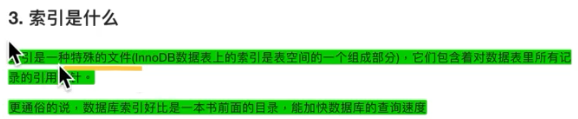 3. 索引是什么
引是一种特殊的文件(InnoDB数据表上的索引是表空间的一个组成部分)，它们包含着对数据表里所有记
录的引用 针。
更通俗的说，数据库索引好比是一本书前面的目录，能加快数据库的查询速度